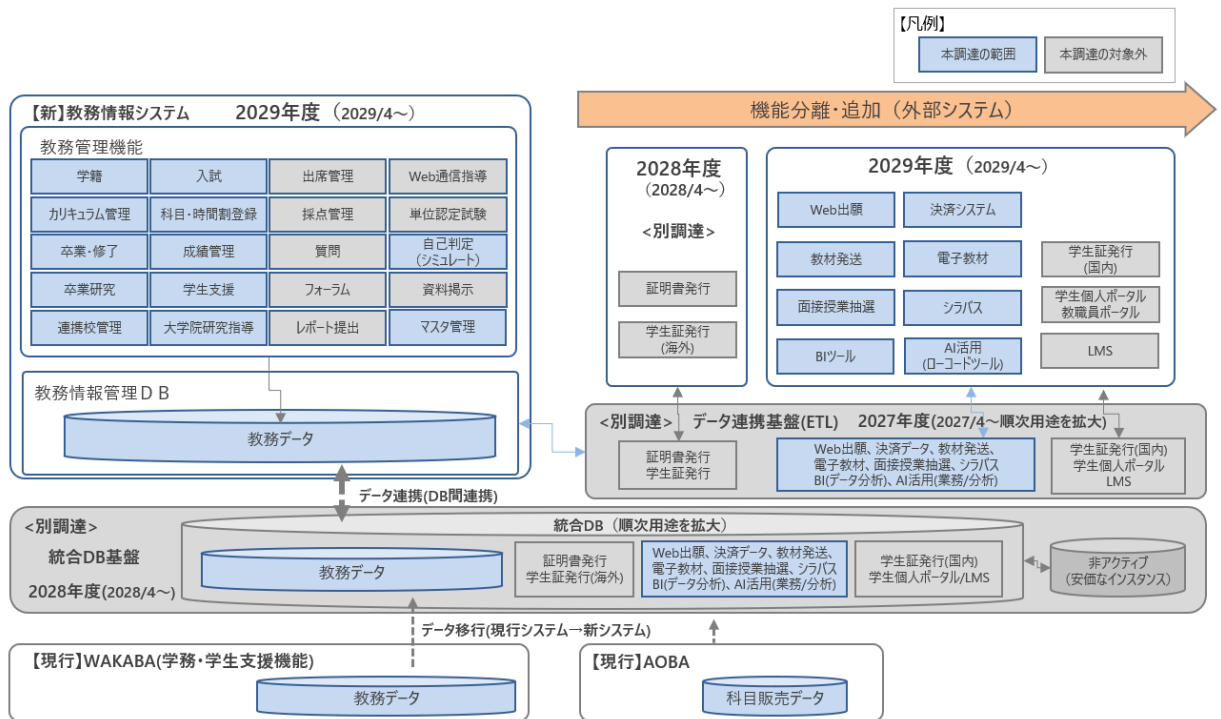 【凡例】
本調達の範囲
本調達の対象外
【新】教務情報システム 2029年度（2029/4～）
教務管理機能
学籍
入試
出席管理
Web通信指導
カリキュラム管理
科目・時間割登録
採点管理
単位認定試験
卒業・修了
成績管理
質問
自己判定
(シミュレート)
卒業研究
学生支援
フォーラム
資料掲示
連携校管理
大学院研究指導
レポート提出
マスタ管理
教務情報管理ＤＢ
教務データ
機能分離・追加（外部システム）
2028年度
（2028/4～）
<別調達>
証明書発行
学生証発行
(海外)
2029年度（2029/4～）
Web出願
決済システム
教材発送
電子教材
学生証発行
(国内)
面接授業抽選
シラバス
学生個人ポータル
教職員ポータル
BIツール
AI活用
(ローコードツール)
LMS
<別調達> データ連携基盤(ETL) 2027年度(2027/4～順次用途を拡大)
証明書発行
学生証発行
Web出願、決済データ、教材発送、
電子教材、面接授業抽選、シラバス
BI(データ分析)、AI活用(業務/分析)
学生証発行(国内)
学生個人ポータル
LMS
データ連携(DB間連携)
<別調達>
統合DB基盤
2028年度(2028/4～)
統合DB（順次用途を拡大）
教務データ
証明書発行
学生証発行(海外)
Web出願、決済データ、教材発送、
電子教材、面接授業抽選、シラバス
BI(データ分析)、AI活用(業務/分析)
学生証発行(国内)
学生個人ポータル/LMS
非アクティブ
（安価なインスタンス）
データ移行(現行システム→新システム)
【現行】WAKABA(学務・学生支援機能)
教務データ
【現行】AOBA
科目販売データ